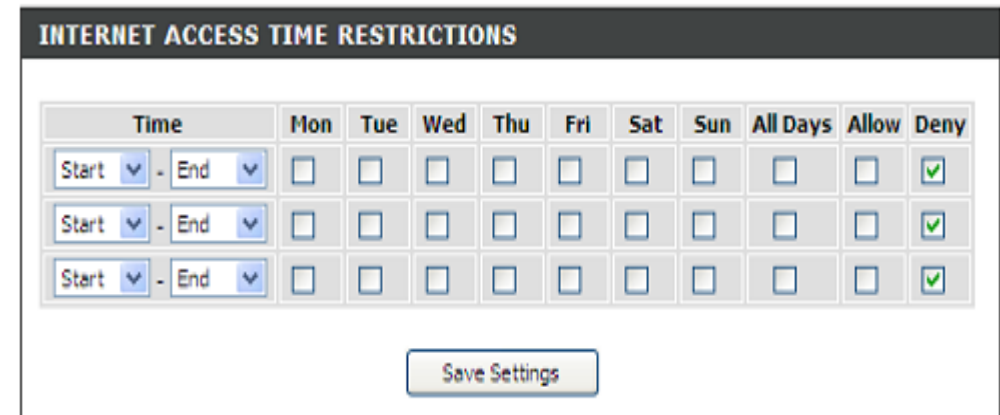 INTERNET ACCESS TIME RESTRICTIONS
Time Mon Tue Wed Thu Fri Sat Sun All Days Allow Deny
Start - End
Start - End
Start - End
Save Settings